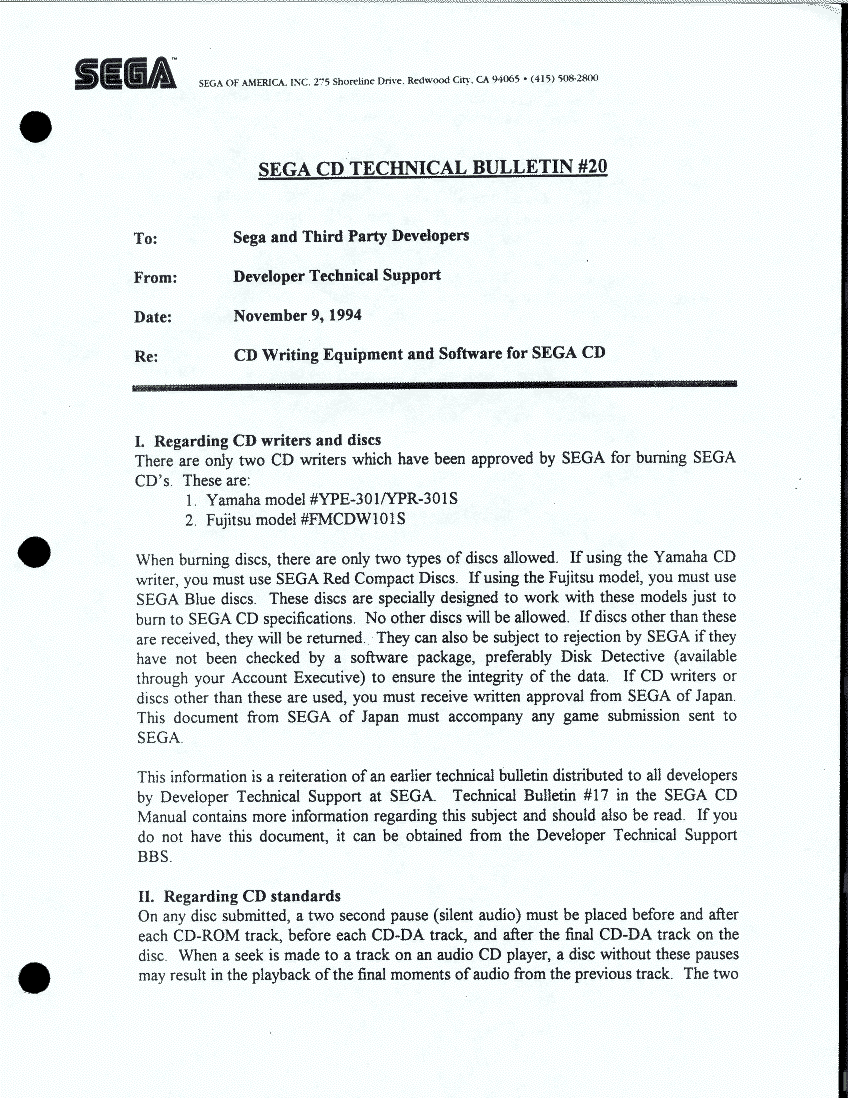 SEGA™
SEGA OF AMERICA, INC. 275 Shoreline Drive, Redwood City, CA 94065 • (415) 508-2800
SEGA CD TECHNICAL BULLETIN #20
To: Sega and Third Party Developers
From: Developer Technical Support
Date: November 9, 1994
Re: CD Writing Equipment and Software for SEGA CD
I. Regarding CD writers and discs
There are only two CD writers which have been approved by SEGA for burning SEGA
CD's. These are:
1. Yamaha model #YPE-301/YPR-301S
2. Fujitsu model #FMCDW101S
When burning discs, there are only two types of discs allowed. If using the Yamaha CD
writer, you must use SEGA Red Compact Discs. If using the Fujitsu model, you must use
SEGA Blue discs. These discs are specially designed to work with these models just to
burn to SEGA CD specifications. No other discs will be allowed. If discs other than these
are received, they will be returned. They can also be subject to rejection by SEGA if they
have not been checked by a software package, preferably Disk Detective (available
through your Account Executive) to ensure the integrity of the data. If CD writers or
discs other than these are used, you must receive written approval from SEGA of Japan.
This document from SEGA of Japan must accompany any game submission sent to
SEGA.
This information is a reiteration of an earlier technical bulletin distributed to all developers
by Developer Technical Support at SEGA. Technical Bulletin #17 in the SEGA CD
Manual contains more information regarding this subject and should also be read. If you
do not have this document, it can be obtained from the Developer Technical Support
BBS.
II. Regarding CD standards
On any disc submitted, a two second pause (silent audio) must be placed before and after
each CD-ROM track, before each CD-DA track, and after the final CD-DA track on the
disc. When a seek is made to a track on an audio CD player, a disc without these pauses
may result in the playback of the final moments of audio from the previous track. The two